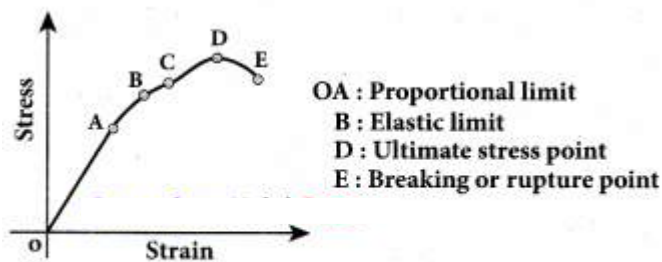 D
C
E
B
A
Stress
O
Strain
OA : Proportional limit
B : Elastic limit
D : Ultimate stress point
E : Breaking or rupture point